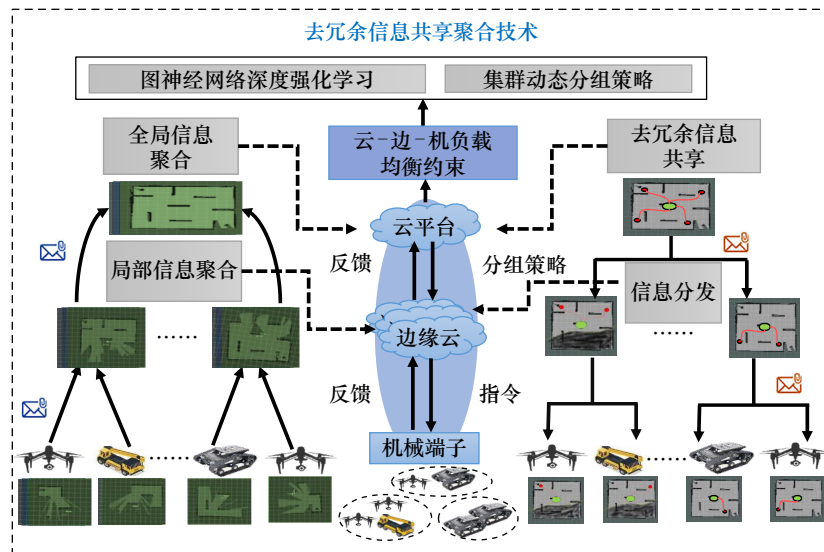 去冗余信息共享聚合技术
图神经网络深度强化学习
集群动态分组策略
全局信息
聚合
云-边-机负载
均衡约束
去冗余信息
共享
云平台
反馈
分组策略
局部信息聚合
信息分发
边缘云
......
......
反馈
指令
机械端子
......
......